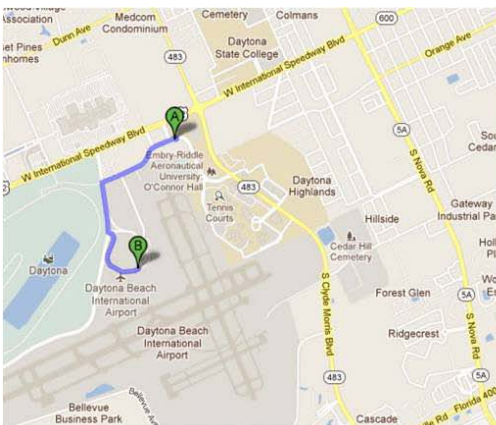 Association
Medcom
Condominium
Cemetery
Colmans
600
Dunn Ave
set Pines
nhomes
483
Daytona
State College
W International Speedway Blvd
Orange Ave
A
5A
W International Speedway Blvd
Embry-Riddle
Aeronautical
University:
O'Connor Hall
483
Daytona
Highlands
S Nova Rd
Tennis
Courts
Hillside
Gateway
Industrial Pa
B
Cedar Hill
Cemetery
Daytona
Daytona Beach
International
Airport
S Clyde Morris Blvd
Forest Glen
5A
S Nova Rd
Daytona Beach
International
Airport
Ridgecrest
483
5A
Bellevue Av
Florida 400
Bellevue
Business Park
Cascade